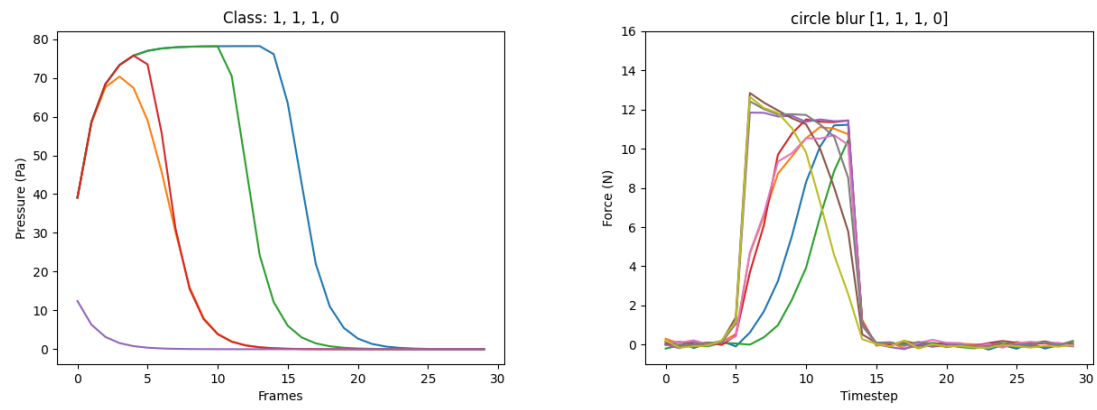 Class: 1, 1, 1, 0
80
70
60
50
40
30
20
10
0
Pressure (Pa)
0 5 10 15 20 25 30
Frames
circle blur [1, 1, 1, 0]
16
14
12
10
8
6
4
2
0
Force (N)
0 5 10 15 20 25 30
Timestep